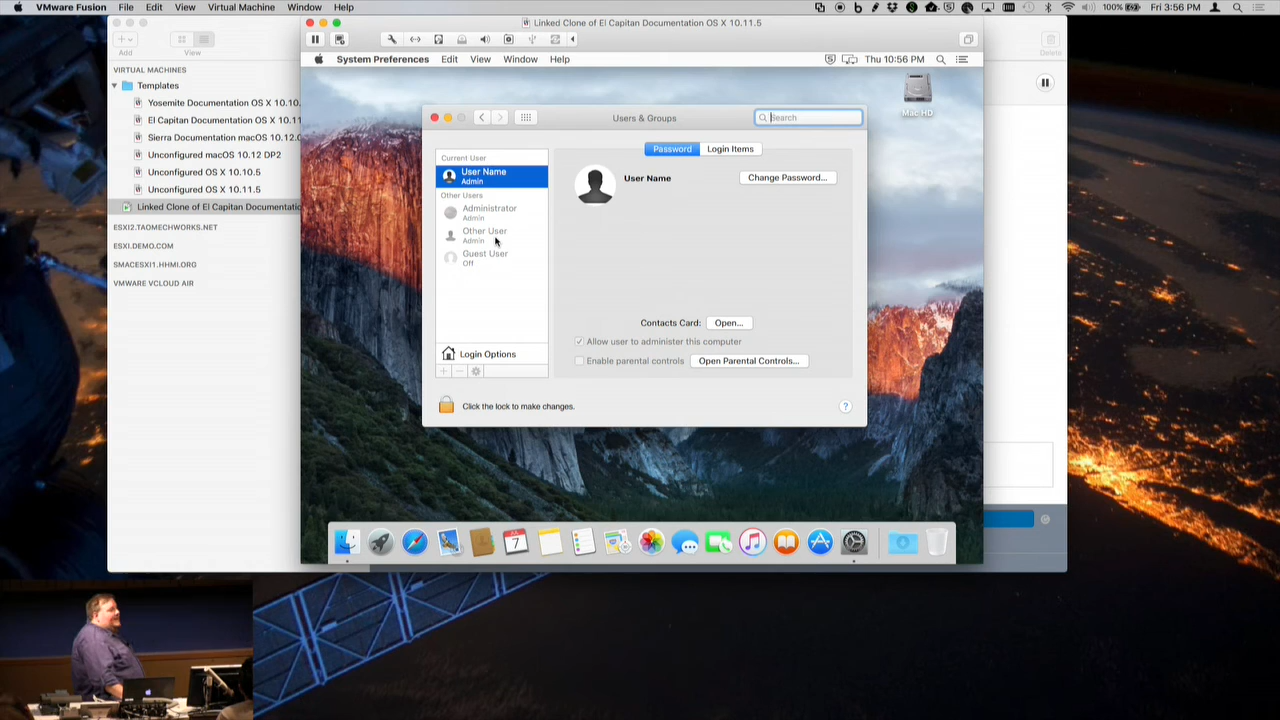 VMware Fusion File Edit View Virtual Machine Window Help 100% Fri 3:56 PM
Linked Clone of El Capitan Documentation OS X 10.11.5
Add View Delete
System Preferences Edit View Window Help Thu 10:56 PM
VIRTUAL MACHINES
Templates
Yosemite Documentation OS X 10.10.
El Capitan Documentation OS X 10.11
Sierra Documentation macOS 10.12.0
Unconfigured macOS 10.12 DP2
Unconfigured OS X 10.10.5
Unconfigured OS X 10.11.5
Linked Clone of El Capitan Documentatio
ESXI2.TAOMECHWORKS.NET
ESXI.DEMO.COM
SMACESXI1.HHMI.ORG
VMWARE VCLOUD AIR
Mac HD
Users & Groups
Search
Current User
User Name
Admin
Other Users
Administrator
Admin
Other User
Admin
Guest User
Off
Login Options
Password Login Items
User Name
Change Password...
Contacts Card: Open...
Allow user to administer this computer
Enable parental controls Open Parental Controls...
Click the lock to make changes.
?
7